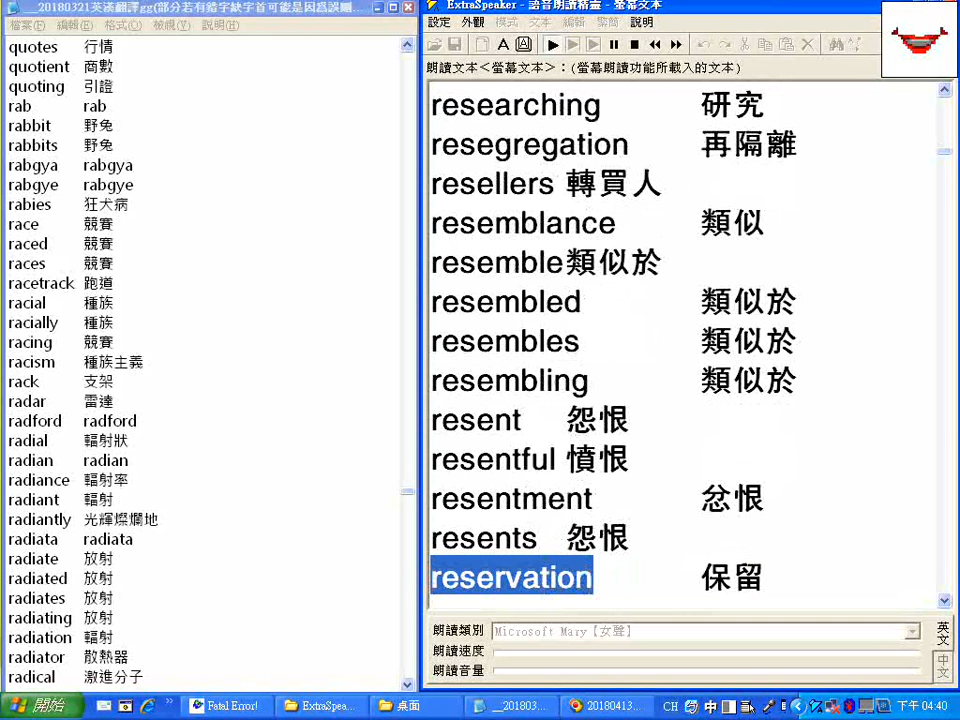 __20180321英漢翻譯gg(部分若有錯字缺字首可能是因爲誤刪...
檔案(F) 編輯(E) 格式(O) 檢視(V) 說明(H)
quotes 行情
quotient 商數
quoting 引證
rab rab
rabbit 野兔
rabbits 野兔
rabgya rabgya
rabgye rabgye
rabies 狂犬病
race 競賽
raced 競賽
races 競賽
racetrack 跑道
racial 種族
racially 種族
racing 競賽
racism 種族主義
rack 支架
radar 雷達
radford radford
radial 輻射狀
radian radian
radiance 輻射率
radiant 輻射
radiantly 光輝燦爛地
radiata radiata
radiate 放射
radiated 放射
radiates 放射
radiating 放射
radiation 輻射
radiator 散熱器
radical 激進分子
ExtraSpeaker - 語音朗讀精靈 - 螢幕文本
設定 外觀 模式 文本 編輯 繁簡 說明
朗讀文本<螢幕文本>：(螢幕朗讀功能所載入的文本)
researching 研究
resegregation 再隔離
resellers 轉買人
resemblance 類似
resemble 類似於
resembled 類似於
resembles 類似於
resembling 類似於
resent 怨恨
resentful 憤恨
resentment 忿恨
resents 怨恨
reservation 保留
朗讀類別 Microsoft Mary【女聲】
朗讀速度
朗讀音量
英文
中文
開始 Fatal Error! ExtraSpea... 桌面 __201803... 20180413... CH 中 下午 04:40